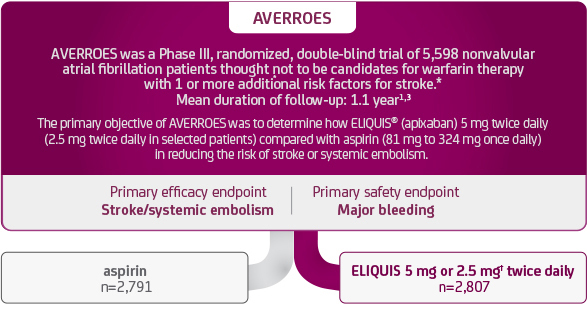 AVERROES
AVERROES was a Phase III, randomized, double-blind trial of 5,598 nonvalvular
atrial fibrillation patients thought not to be candidates for warfarin therapy
with 1 or more additional risk factors for stroke.*
Mean duration of follow-up: 1.1 year¹,³
The primary objective of AVERROES was to determine how ELIQUIS® (apixaban) 5 mg twice daily
(2.5 mg twice daily in selected patients) compared with aspirin (81 mg to 324 mg once daily)
in reducing the risk of stroke or systemic embolism.
Primary efficacy endpoint
Stroke/systemic embolism
Primary safety endpoint
Major bleeding
aspirin
n=2,791
ELIQUIS 5 mg or 2.5 mg† twice daily
n=2,807